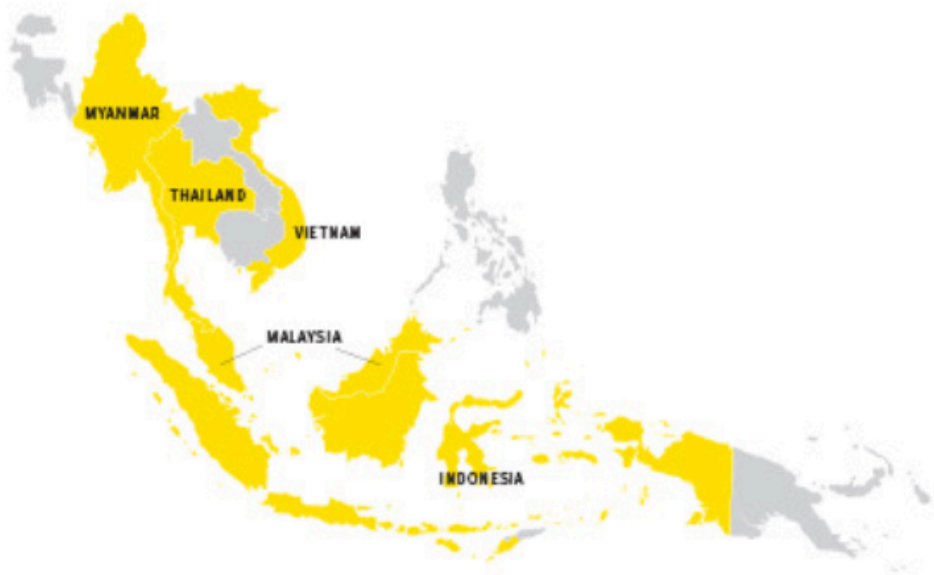 MYANMAR
THAILAND
VIETNAM
MALAYSIA
INDONESIA